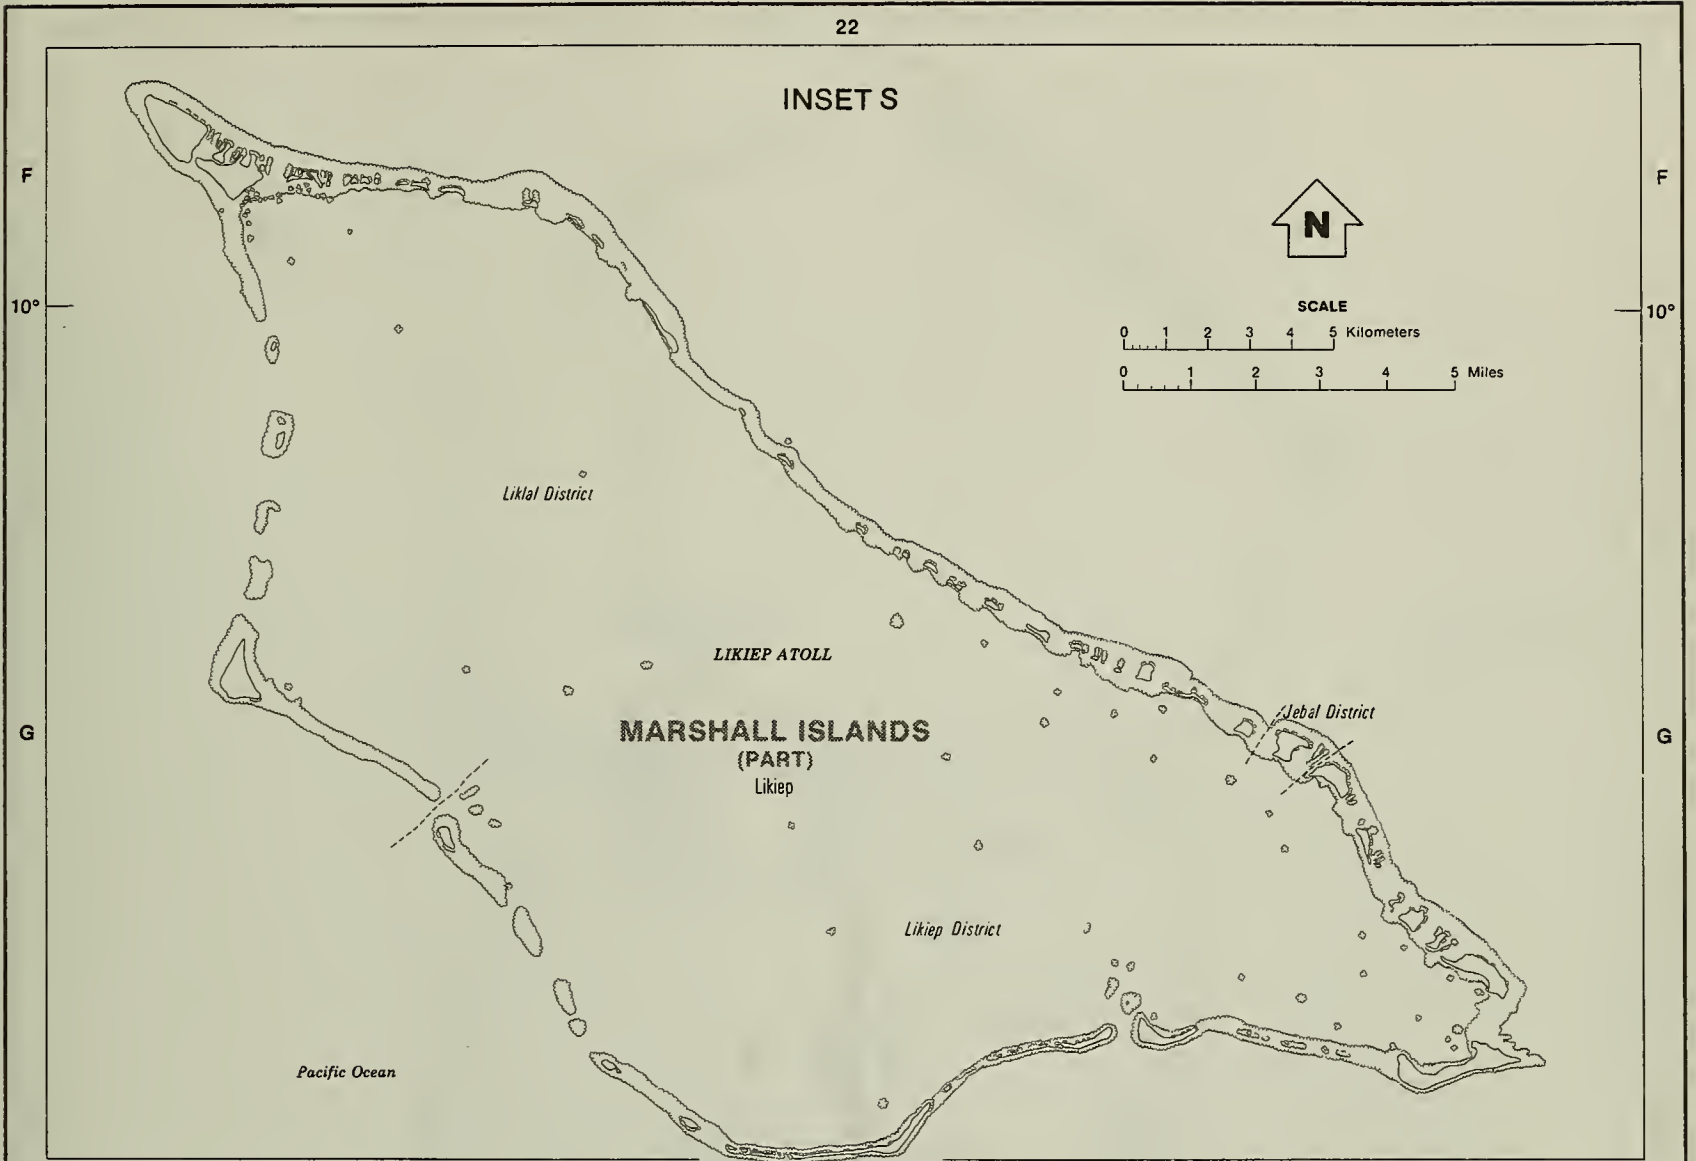 22
INSET S
F
F
N
10°
10°
SCALE
0 1 2 3 4 5 Kilometers
0 1 2 3 4 5 Miles
Liklal District
LIKIEP ATOLL
Jebal District
G
MARSHALL ISLANDS
G
(PART)
Likiep
Likiep District
Pacific Ocean